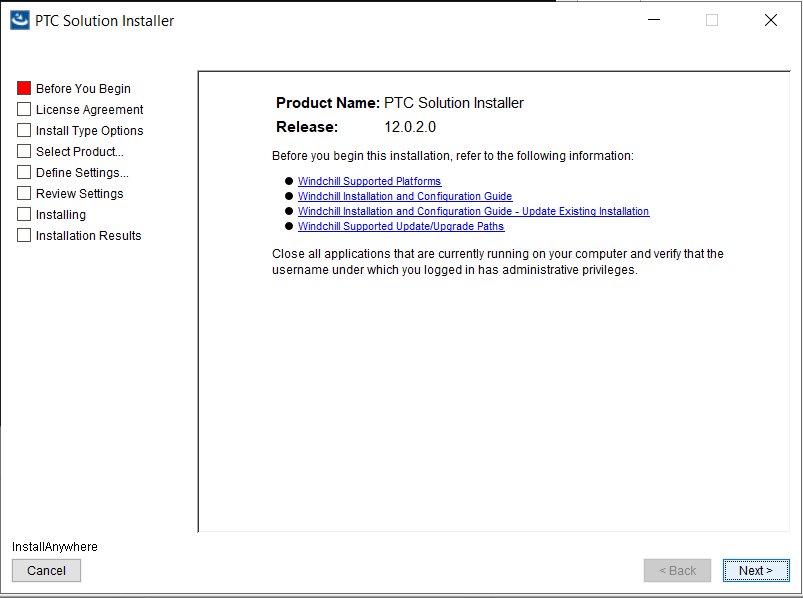 PTC Solution Installer
Before You Begin
License Agreement
Install Type Options
Select Product...
Define Settings...
Review Settings
Installing
Installation Results
Product Name: PTC Solution Installer
Release: 12.0.2.0
Before you begin this installation, refer to the following information:
Windchill Supported Platforms
Windchill Installation and Configuration Guide
Windchill Installation and Configuration Guide - Update Existing Installation
Windchill Supported Update/Upgrade Paths
Close all applications that are currently running on your computer and verify that the
username under which you logged in has administrative privileges.
InstallAnywhere
Cancel
< Back
Next >